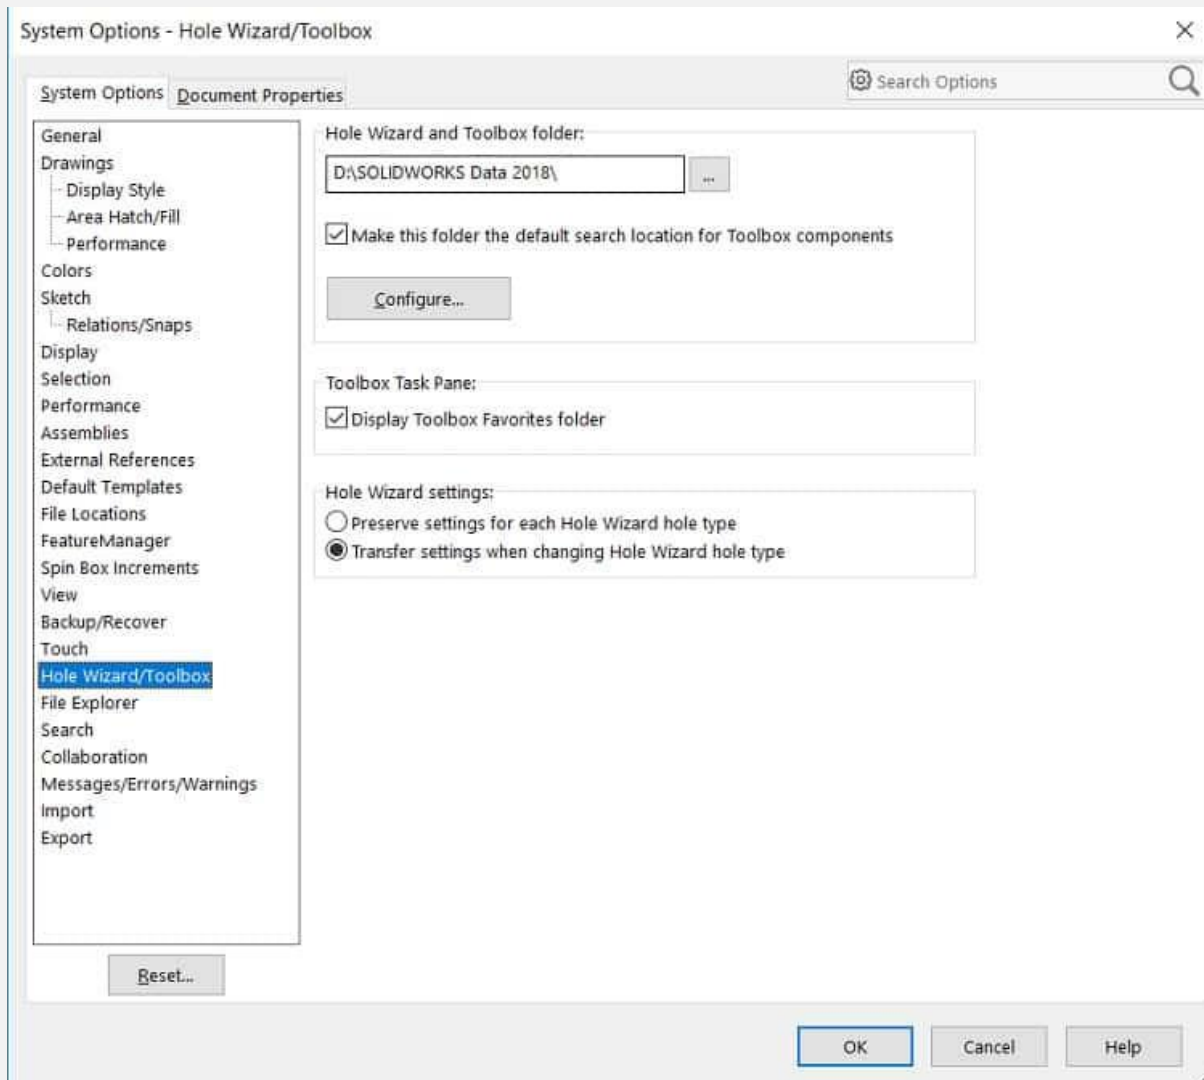 System Options - Hole Wizard/Toolbox
System Options
Document Properties
Search Options
General
Drawings
Display Style
Area Hatch/Fill
Performance
Colors
Sketch
Relations/Snaps
Display
Selection
Performance
Assemblies
External References
Default Templates
File Locations
FeatureManager
Spin Box Increments
View
Backup/Recover
Touch
Hole Wizard/Toolbox
File Explorer
Search
Collaboration
Messages/Errors/Warnings
Import
Export
Reset...
Hole Wizard and Toolbox folder:
D:\SOLIDWORKS Data 2018\
...
Make this folder the default search location for Toolbox components
Configure...
Toolbox Task Pane:
Display Toolbox Favorites folder
Hole Wizard settings:
Preserve settings for each Hole Wizard hole type
Transfer settings when changing Hole Wizard hole type
OK
Cancel
Help